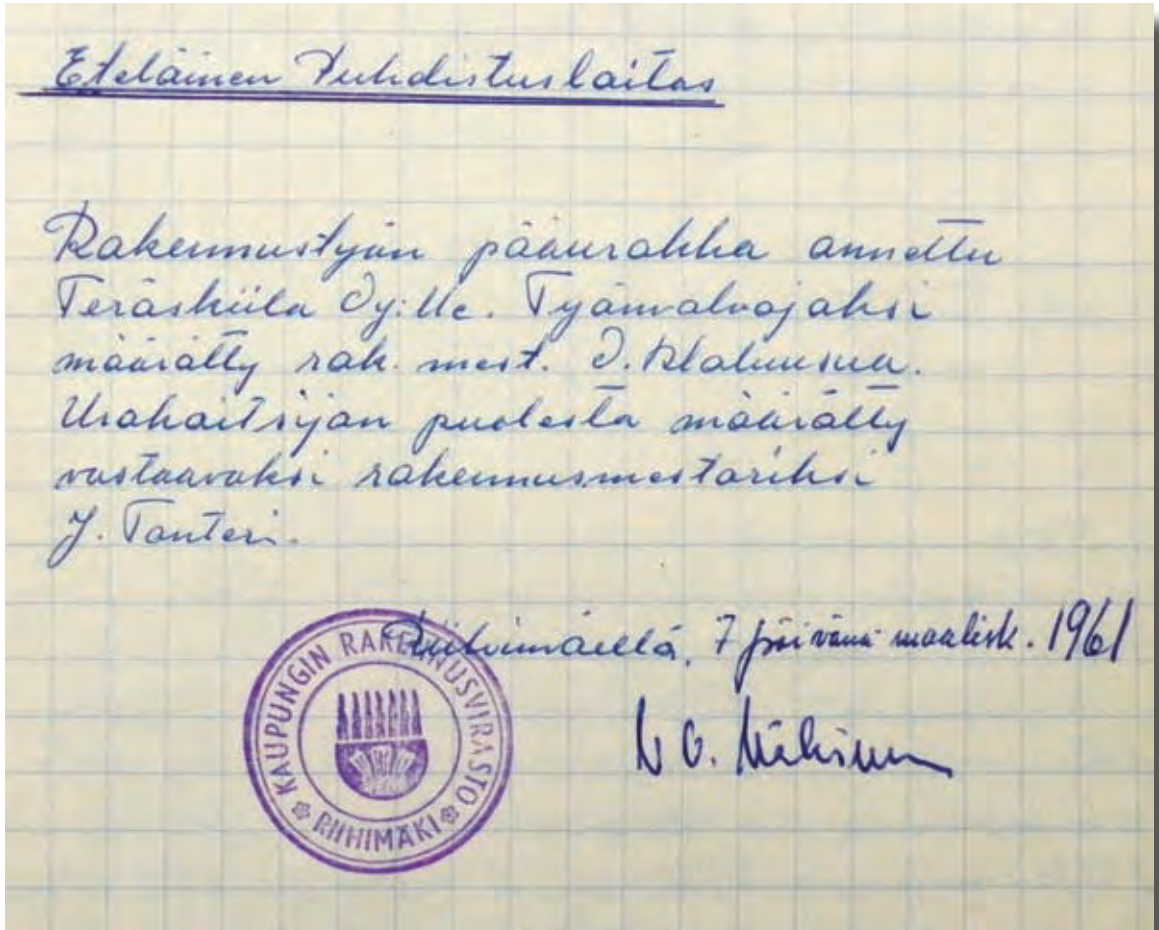 Eteläinen Puhdistuslaitos
Rakennustyön pääurakka annettu
Teräskiila Oy:lle. Työnvalvojaksi
määrätty rak. mest. O.
Urakoitsijan puolesta määrätty
vastaavaksi rakennusmestariksi
J. Tanteri.
Riihimäellä, 7 päivänä maalisk. 1961
KAUPUNGIN RAKENNUSVIRASTO
RIIHIMÄKI